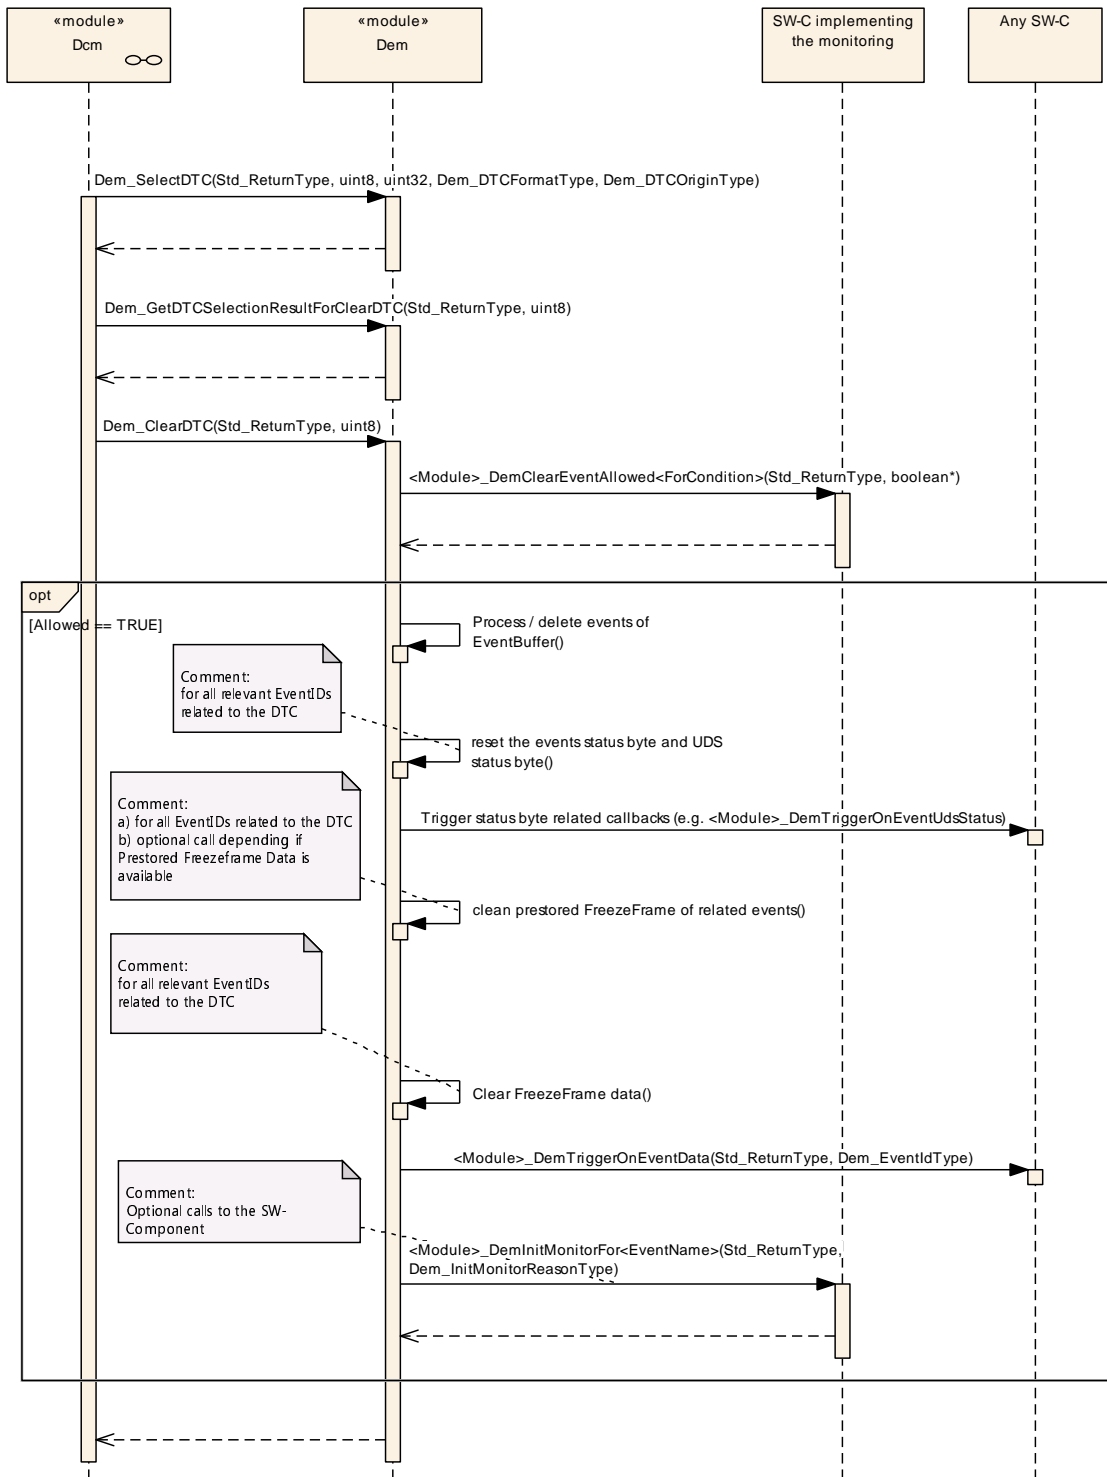 «module»
Dcm
«module»
Dem
SW-C implementing
the monitoring
Any SW-C
Dem_SelectDTC(Std_ReturnType, uint8, uint32, Dem_DTCFormatType, Dem_DTCOriginType)
Dem_GetDTCSelectionResultForClearDTC(Std_ReturnType, uint8)
Dem_ClearDTC(Std_ReturnType, uint8)
<Module>_DemClearEventAllowed<ForCondition>(Std_ReturnType, boolean*)
opt
[Allowed == TRUE]
Process / delete events of
EventBuffer()
Comment:
for all relevant EventIDs
related to the DTC
reset the events status byte and UDS
status byte()
Comment:
a) for all EventIDs related to the DTC
b) optional call depending if
Prestored Freezeframe Data is
available
Trigger status byte related callbacks (e.g. <Module>_DemTriggerOnEventUdsStatus)
clean prestored FreezeFrame of related events()
Comment:
for all relevant EventIDs
related to the DTC
Clear FreezeFrame data()
<Module>_DemTriggerOnEventData(Std_ReturnType, Dem_EventIdType)
Comment:
Optional calls to the SW-
Component
<Module>_DemInitMonitorFor<EventName>(Std_ReturnType,
Dem_InitMonitorReasonType)